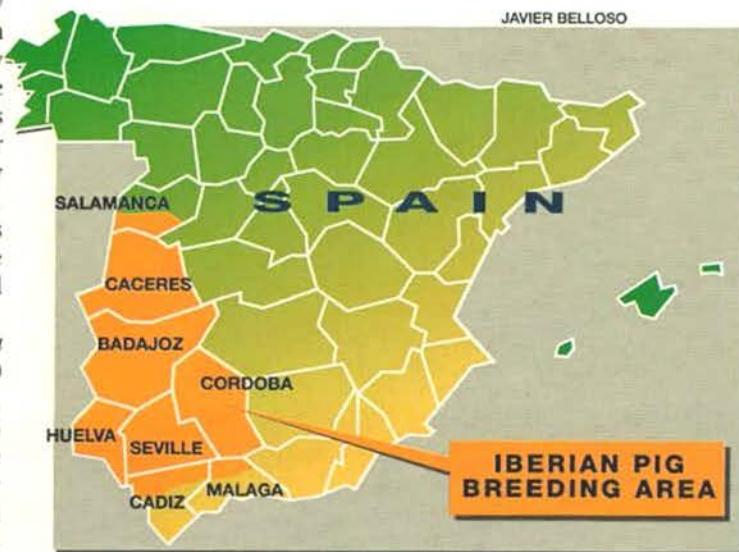 JAVIER BELLOSO
SALAMANCA
SPAIN
CACERES
BADAJOZ
CORDOBA
HUELVA
SEVILLE
CADIZ
MALAGA
IBERIAN PIG
BREEDING AREA